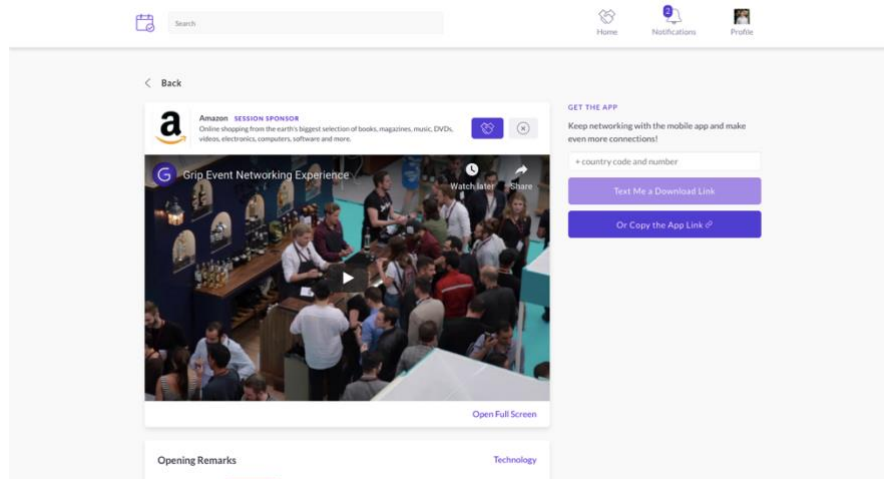 Search
2
Home
Notifications
Profile
Back
a
Amazon SESSION SPONSOR
Online shopping from the earth's biggest selection of books, magazines, music, DVDs,
videos, electronics, computers, software and more.
G Grip Event Networking Experience
Watch later
Share
Open Full Screen
Opening Remarks
Technology
GET THE APP
Keep networking with the mobile app and make
even more connections!
+ country code and number
Text Me a Download Link
Or Copy the App Link